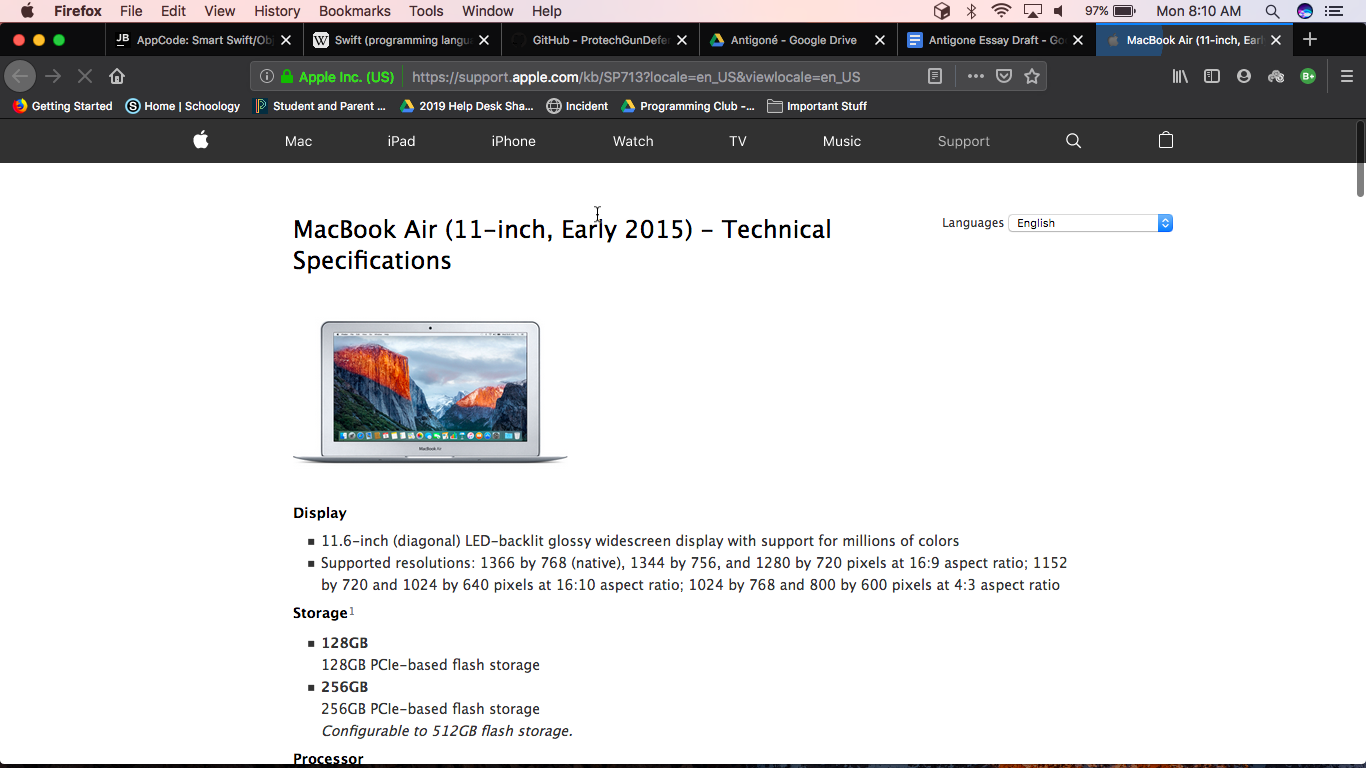 Firefox File Edit View History Bookmarks Tools Window Help 97% Mon 8:10 AM
JB AppCode: Smart Swift/Ob W Swift (programming langu GitHub - ProtechGunDefe Antigoné - Google Drive Antigone Essay Draft - Go MacBook Air (11-inch, Earl
Apple Inc. (US) https://support.apple.com/kb/SP713?locale=en_US&viewlocale=en_US B+
Getting Started S Home | Schoology Student and Parent ... 2019 Help Desk Sha... Incident Programming Club -... Important Stuff
Mac iPad iPhone Watch TV Music Support
MacBook Air (11-inch, Early 2015) - Technical
Specifications
Languages English
MacBook Air
Display
11.6-inch (diagonal) LED-backlit glossy widescreen display with support for millions of colors
Supported resolutions: 1366 by 768 (native), 1344 by 756, and 1280 by 720 pixels at 16:9 aspect ratio; 1152
by 720 and 1024 by 640 pixels at 16:10 aspect ratio; 1024 by 768 and 800 by 600 pixels at 4:3 aspect ratio
Storage1
128GB
128GB PCIe-based flash storage
256GB
256GB PCIe-based flash storage
Configurable to 512GB flash storage.
Processor